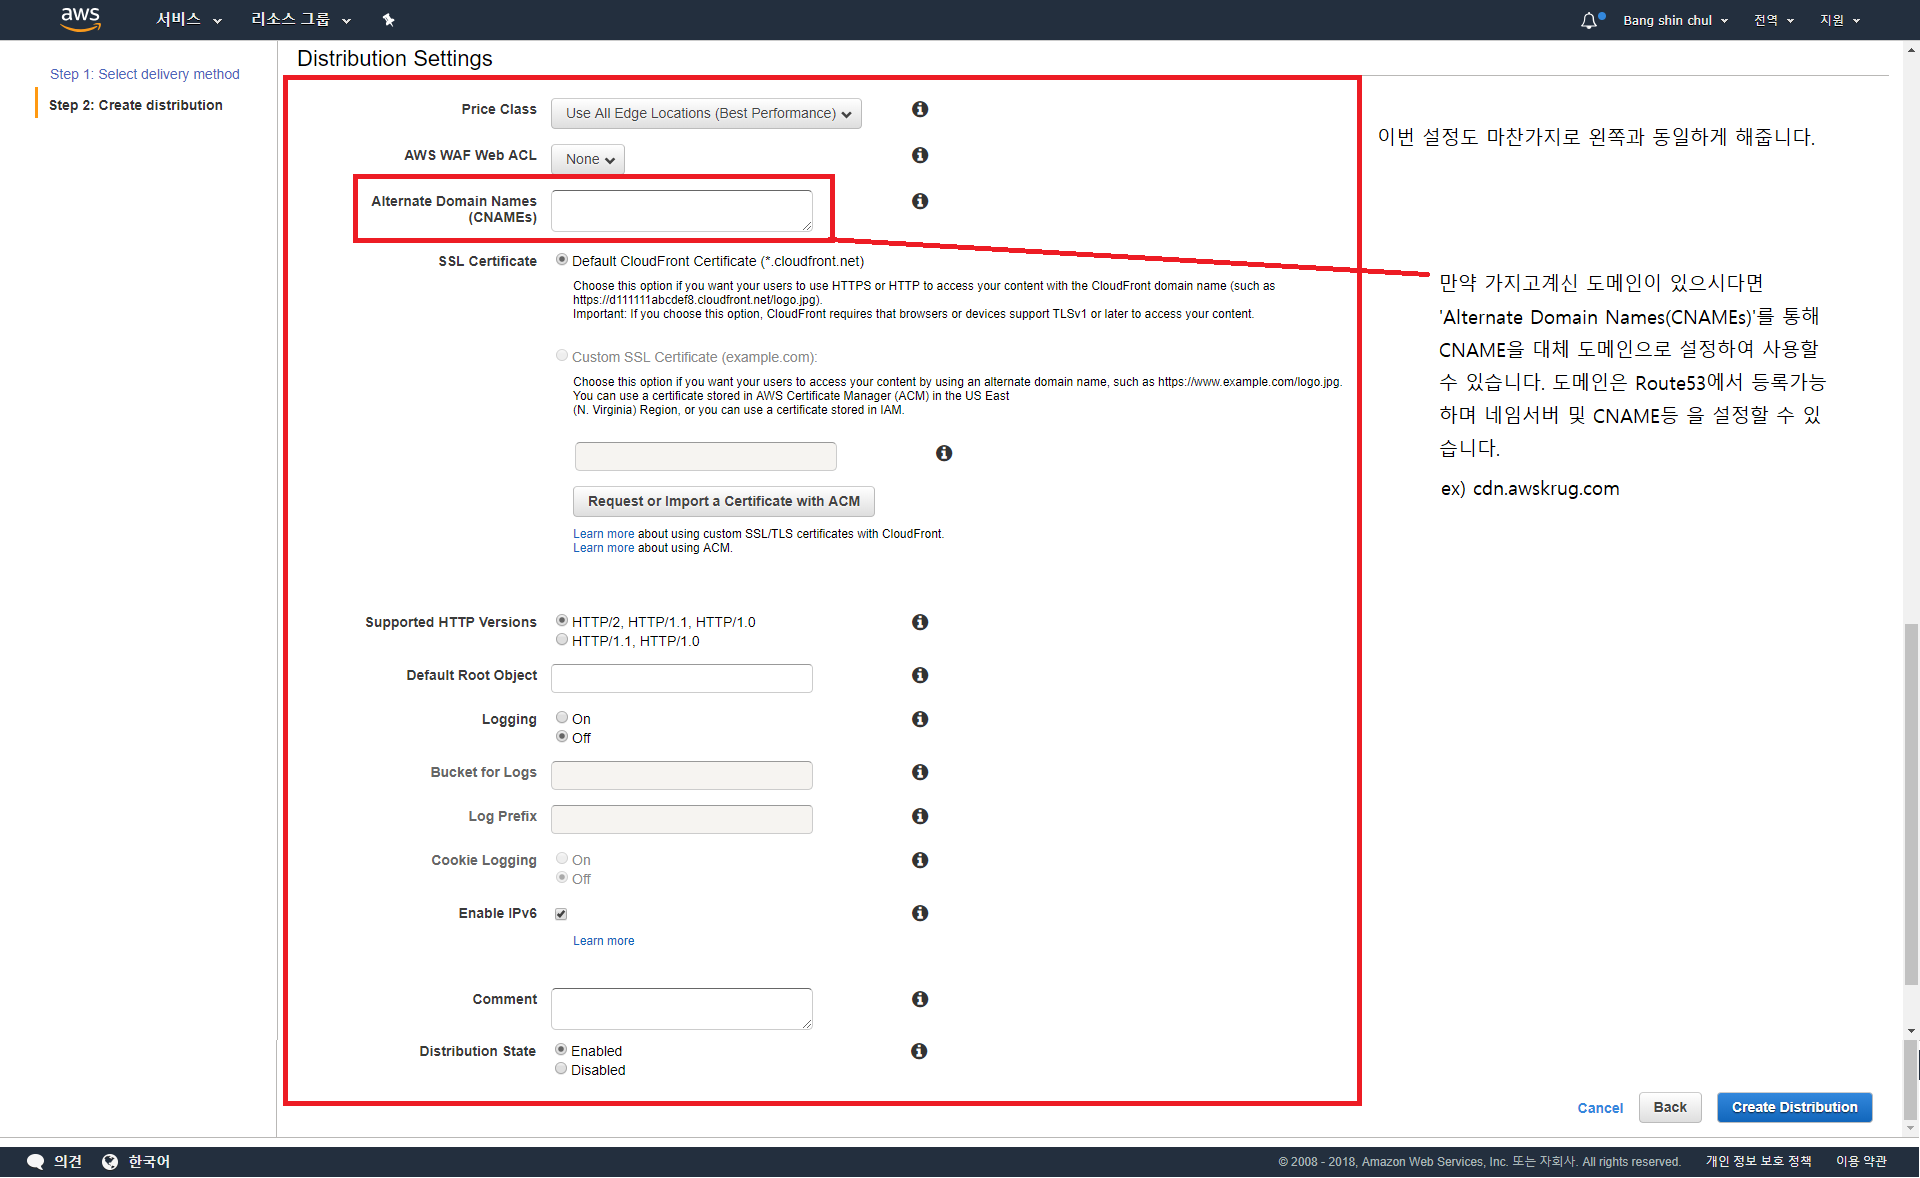 aws
서비스
리소스 그룹
Bang shin chul
전역
지원
Step 1: Select delivery method
Step 2: Create distribution
Distribution Settings
Price Class
Use All Edge Locations (Best Performance)
AWS WAF Web ACL
None
Alternate Domain Names
(CNAMEs)
SSL Certificate
Default CloudFront Certificate (*.cloudfront.net)
Choose this option if you want your users to use HTTPS or HTTP to access your content with the CloudFront domain name (such as
https://d111111abcdef8.cloudfront.net/logo.jpg).
Important: If you choose this option, CloudFront requires that browsers or devices support TLSv1 or later to access your content.
Custom SSL Certificate (example.com):
Choose this option if you want your users to access your content by using an alternate domain name, such as https://www.example.com/logo.jpg.
You can use a certificate stored in AWS Certificate Manager (ACM) in the US East
(N. Virginia) Region, or you can use a certificate stored in IAM.
Request or Import a Certificate with ACM
Learn more about using custom SSL/TLS certificates with CloudFront.
Learn more about using ACM.
Supported HTTP Versions
HTTP/2, HTTP/1.1, HTTP/1.0
HTTP/1.1, HTTP/1.0
Default Root Object
Logging
On
Off
Bucket for Logs
Log Prefix
Cookie Logging
On
Off
Enable IPv6
Learn more
Comment
Distribution State
Enabled
Disabled
이번 설정도 마찬가지로 왼쪽과 동일하게 해줍니다.
만약 가지고계신 도메인이 있으시다면
'Alternate Domain Names(CNAMEs)'를 통해
CNAME을 대체 도메인으로 설정하여 사용할
수 있습니다. 도메인은 Route53에서 등록가능
하며 네임서버 및 CNAME등 을 설정할 수 있
습니다.
ex) cdn.awskrug.com
Cancel
Back
Create Distribution
의견
한국어
© 2008 - 2018, Amazon Web Services, Inc. 또는 자회사. All rights reserved.
개인 정보 보호 정책
이용 약관